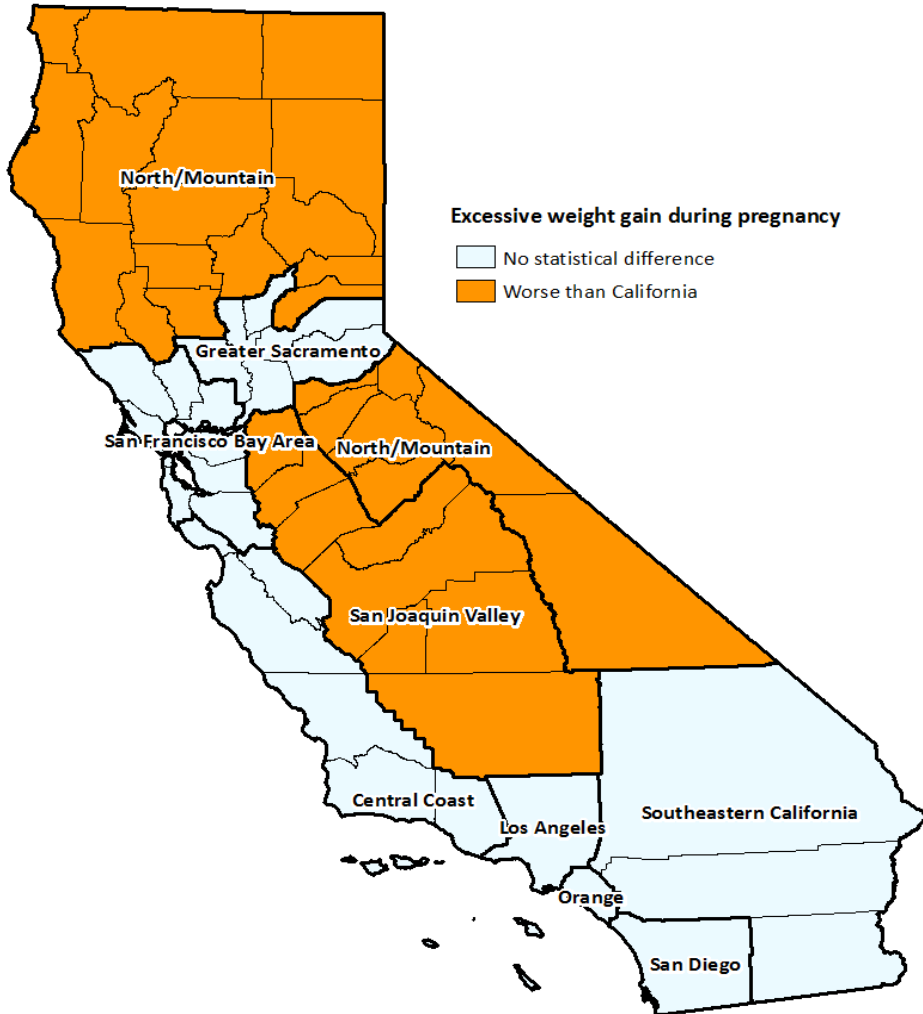 North/Mountain
Excessive weight gain during pregnancy
No statistical difference
Worse than California
Greater Sacramento
San Francisco Bay Area
North/Mountain
San Joaquin Valley
Central Coast
Los Angeles
Southeastern California
Orange
San Diego